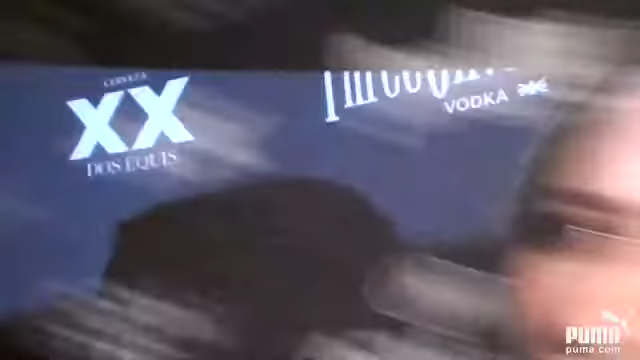 CERVEZA
XX
DOS EQUIS
VODKA
PUMA
puma.com